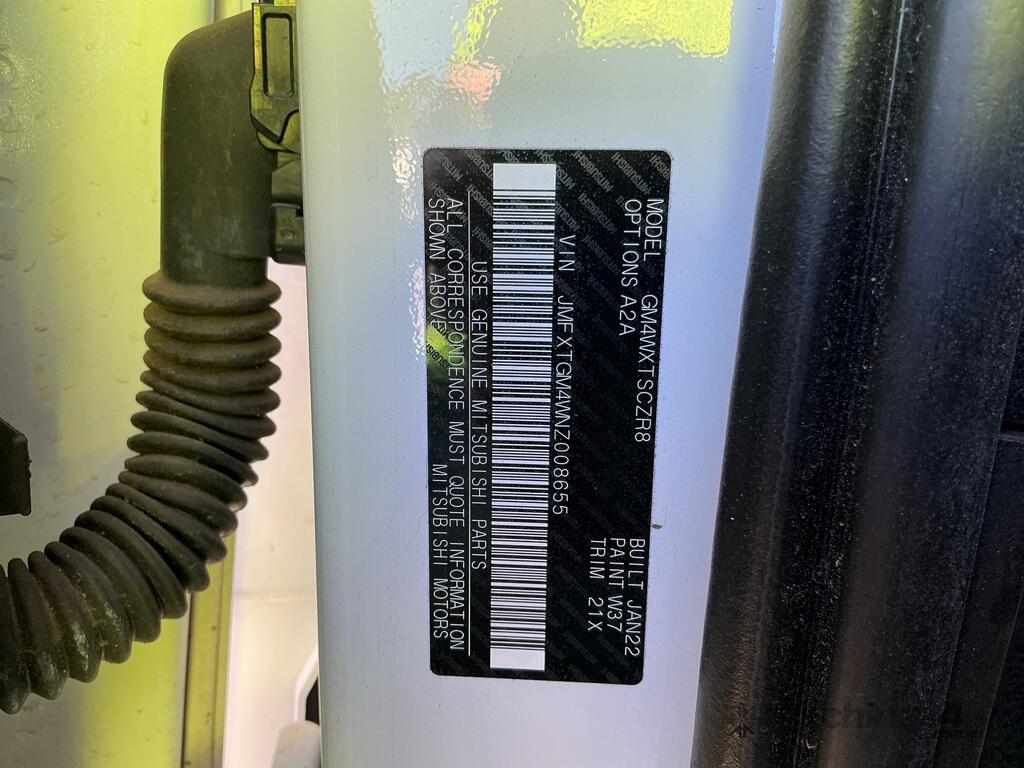 MODEL GM4WXTSCZR8
OPTIONS A2A
BUILT JAN22
PAINT W37
TRIM 21X
VIN JMFXTGM4WNZ008655
USE GENUINE MITSUBISHI PARTS
ALL CORRESPONDENCE MUST QUOTE INFORMATION
SHOWN ABOVE MITSUBISHI MOTORS